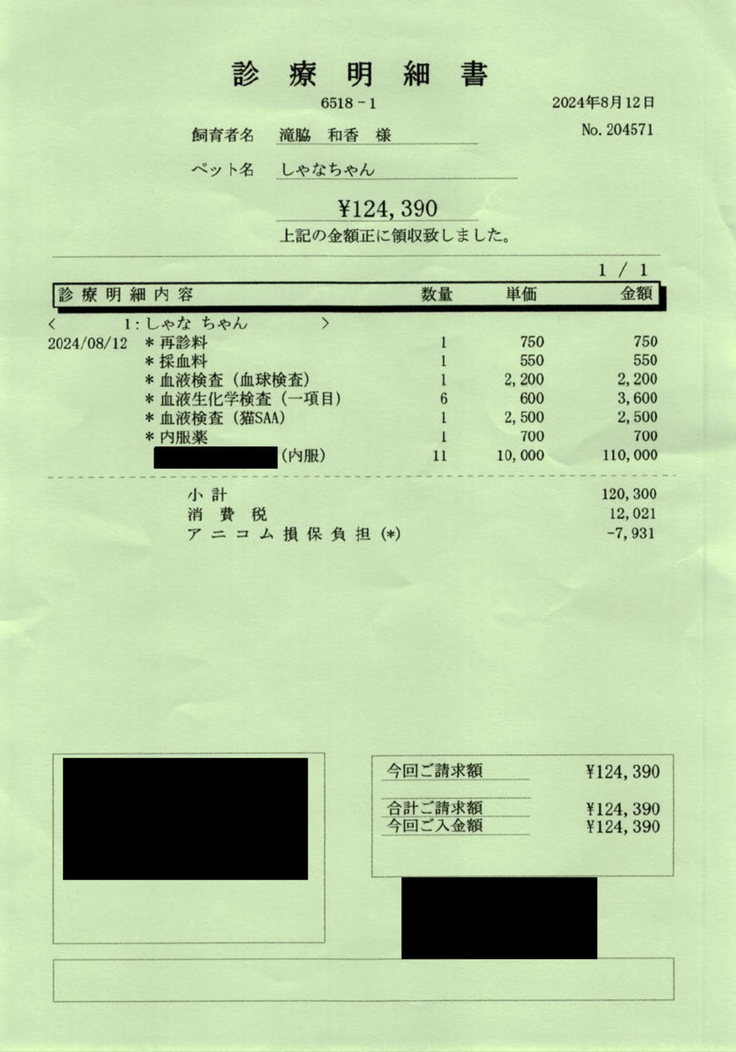 診療明細書
6518-1
2024年8月12日
飼育者名 滝脇 和香 様
No.204571
ペット名 しゃなちゃん
¥124,390
上記の金額正に領収致しました。
1 / 1
診療明細内容 数量 単価 金額
< 1:しゃな ちゃん >
2024/08/12 *再診料 1 750 750
*採血料 1 550 550
*血液検査(血球検査) 1 2,200 2,200
*血液生化学検査(一項目) 6 600 3,600
*血液検査(猫SAA) 1 2,500 2,500
*内服薬 1 700 700
(内服) 11 10,000 110,000
小計 120,300
消費税 12,021
アニコム損保負担(*) -7,931
今回ご請求額 ¥124,390
合計ご請求額 ¥124,390
今回ご入金額 ¥124,390